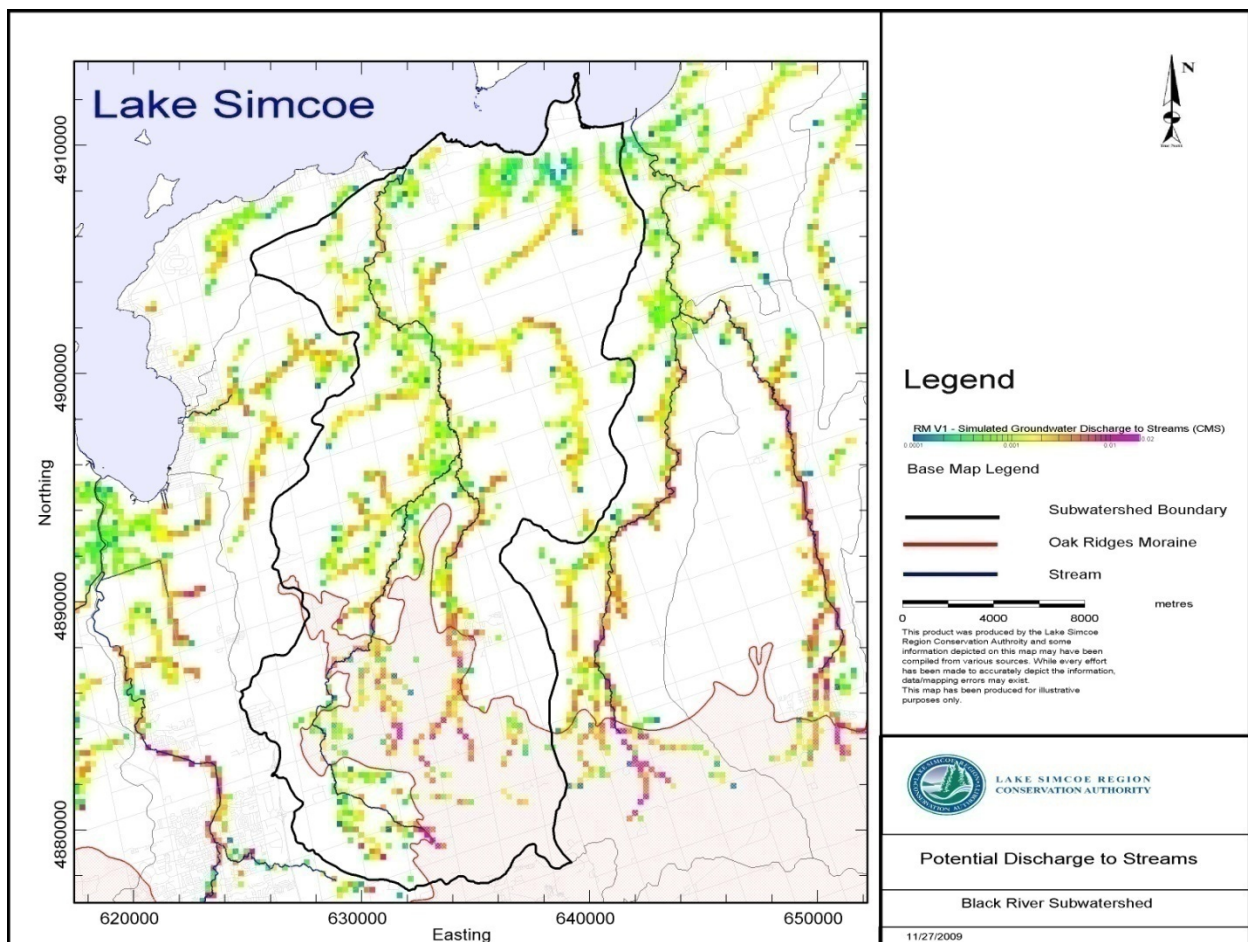 Lake Simcoe
4910000
4900000
4890000
4880000
Northing
620000
630000
640000
650000
Easting
N
Legend
RM V1 - Simulated Groundwater Discharge to Streams (CMS)
0.0001
0.001
0.01
0.02
Base Map Legend
Subwatershed Boundary
Oak Ridges Moraine
Stream
metres
0 4000 8000
This product was produced by the Lake Simcoe
Region Conservation Authroity and some
information depicted on this map may have been
compiled from various sources. While every effort
has been made to accurately depict the information,
data/mapping errors may exist.
This map has been produced for illustrative
purposes only.
LAKE SIMCOE REGION
CONSERVATION AUTHORITY
LAKE SIMCOE REGION
CONSERVATION AUTHORITY
Potential Discharge to Streams
Black River Subwatershed
11/27/2009